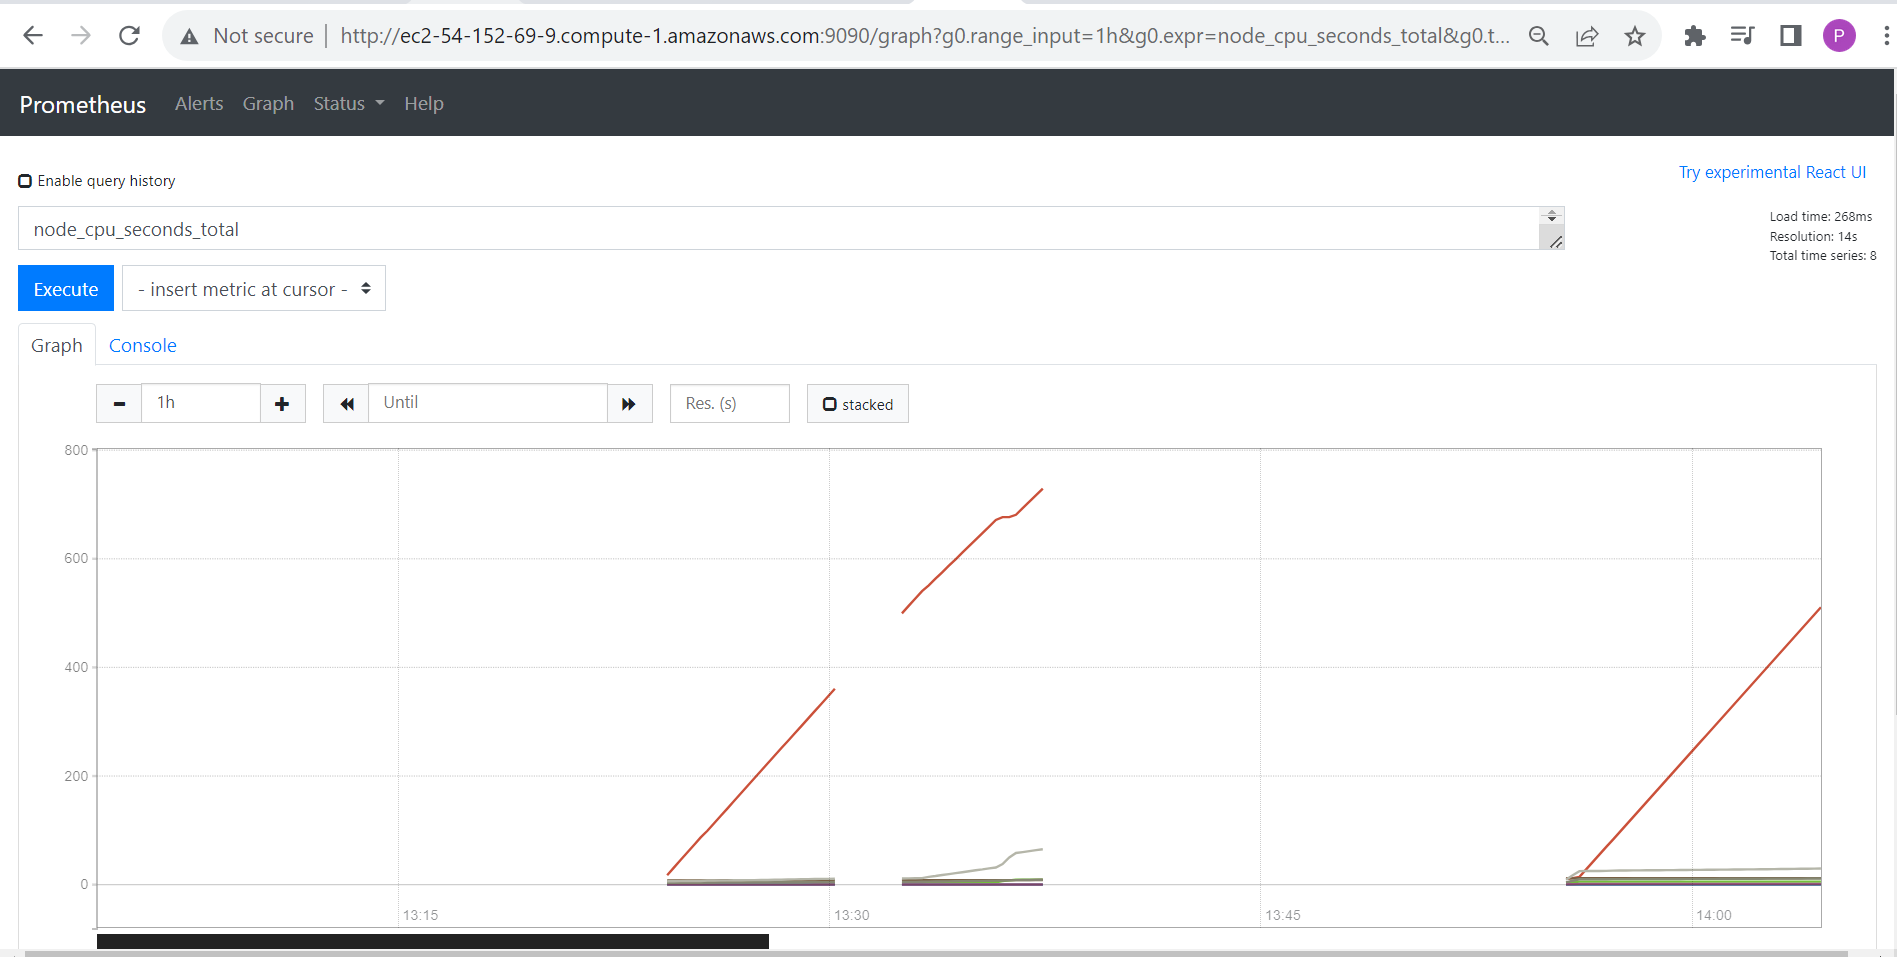 Not secure | http://ec2-54-152-69-9.compute-1.amazonaws.com:9090/graph?g0.range_input=1h&g0.expr=node_cpu_seconds_total&g0.t... P
Prometheus Alerts Graph Status Help
Enable query history
Try experimental React UI
node_cpu_seconds_total
Load time: 268ms
Resolution: 14s
Total time series: 8
Execute - insert metric at cursor -
Graph Console
1h Until Res. (s) stacked
800
600
400
200
0
13:15 13:30 13:45 14:00